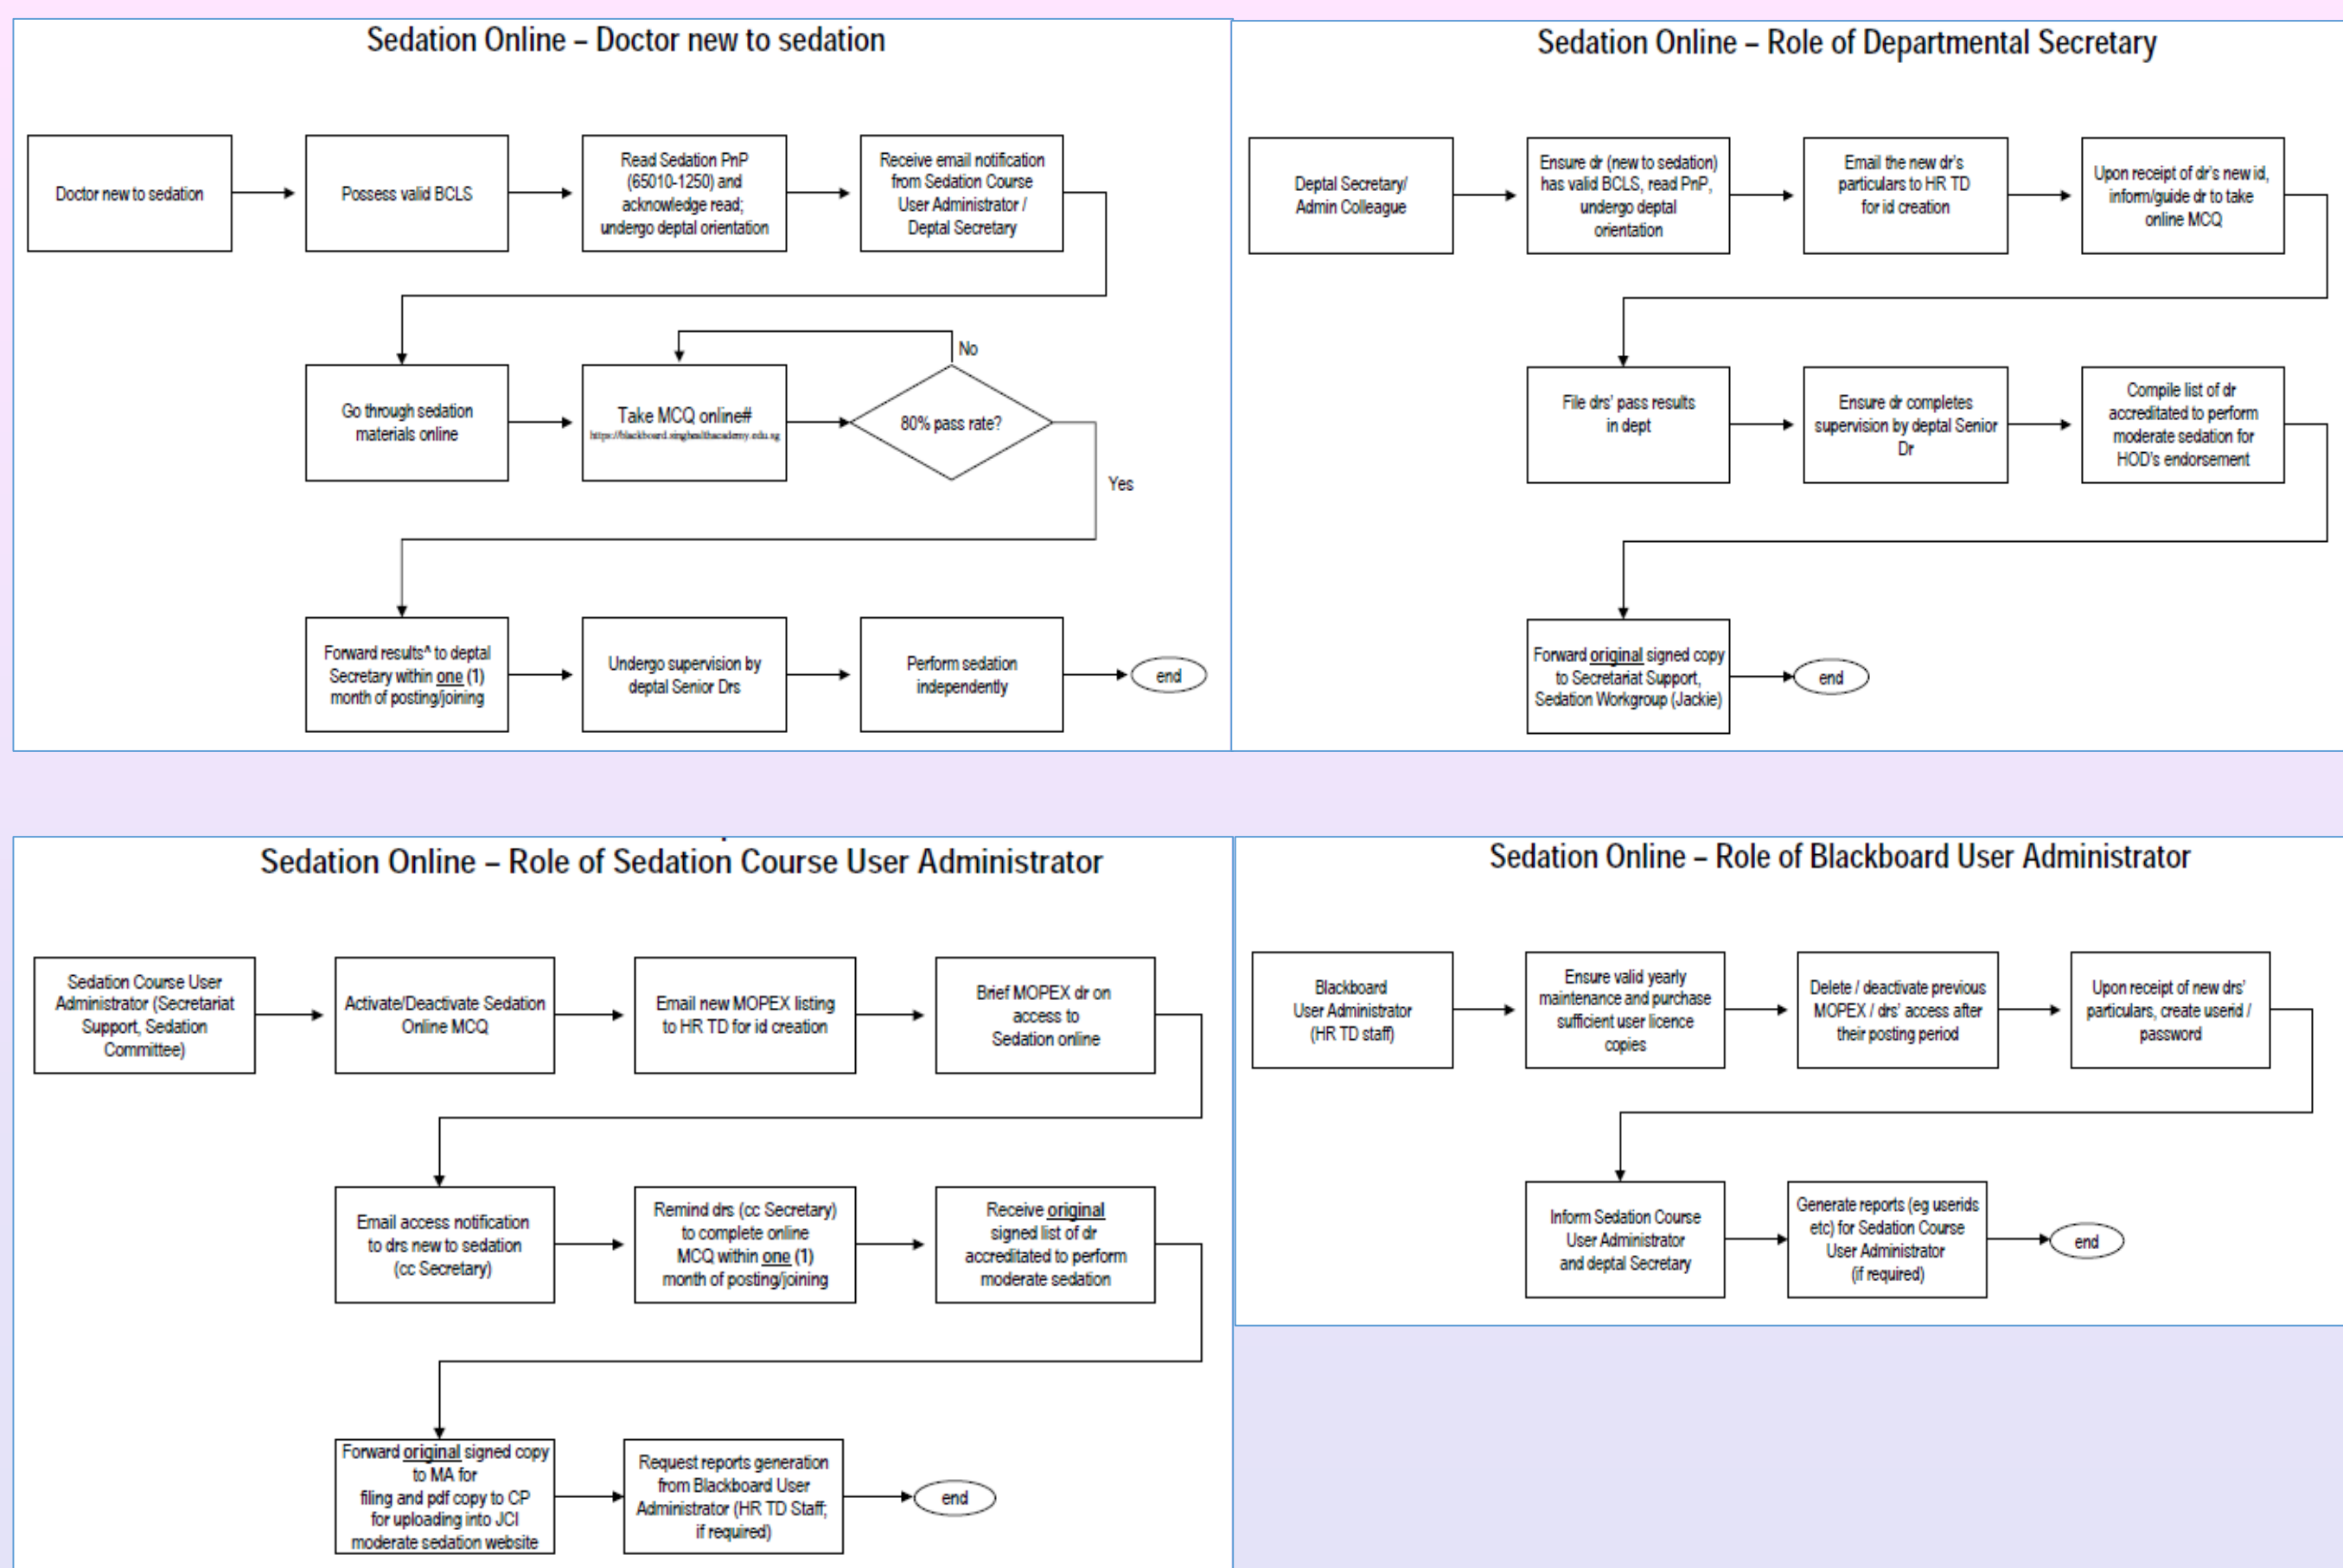 Sedation Online – Doctor new to sedation
Doctor new to sedation
Possess valid BCLS
Read Sedation PnP
(65010-1250) and
acknowledge read;
undergo deptal orientation
Receive email notification
from Sedation Course
User Administrator /
Deptal Secretary
Go through sedation
materials online
Take MCQ online#
https://blackboard.singhealthacademy.edu.sg
80% pass rate?
No
Yes
Forward results^ to deptal
Secretary within one (1)
month of posting/joining
Undergo supervision by
deptal Senior Drs
Perform sedation
independently
end
Sedation Online – Role of Departmental Secretary
Deptal Secretary/
Admin Colleague
Ensure dr (new to sedation)
has valid BCLS, read PnP,
undergo deptal
orientation
Email the new dr's
particulars to HR TD
for id creation
Upon receipt of dr's new id,
inform/guide dr to take
online MCQ
File drs' pass results
in dept
Ensure dr completes
supervision by deptal Senior
Dr
Compile list of dr
accreditated to perform
moderate sedation for
HOD's endorsement
Forward original signed copy
to Secretariat Support,
Sedation Workgroup (Jackie)
end
Sedation Online – Role of Sedation Course User Administrator
Sedation Course User
Administrator (Secretariat
Support, Sedation
Committee)
Activate/Deactivate Sedation
Online MCQ
Email new MOPEX listing
to HR TD for id creation
Brief MOPEX dr on
access to
Sedation online
Email access notification
to drs new to sedation
(cc Secretary)
Remind drs (cc Secretary)
to complete online
MCQ within one (1)
month of posting/joining
Receive original
signed list of dr
accreditated to perform
moderate sedation
Forward original signed copy
to MA for
filing and pdf copy to CP
for uploading into JCI
moderate sedation website
Request reports generation
from Blackboard User
Administrator (HR TD Staff;
if required)
end
Sedation Online – Role of Blackboard User Administrator
Blackboard
User Administrator
(HR TD staff)
Ensure valid yearly
maintenance and purchase
sufficient user licence
copies
Delete / deactivate previous
MOPEX / drs' access after
their posting period
Upon receipt of new drs'
particulars, create userid /
password
Inform Sedation Course
User Administrator
and deptal Secretary
Generate reports (eg userids
etc) for Sedation Course
User Administrator
(if required)
end